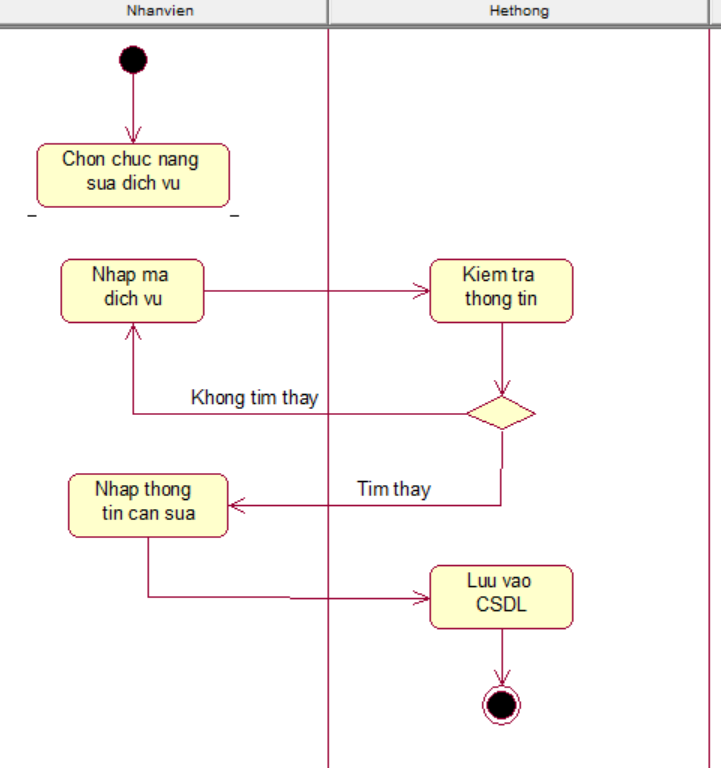 Nhanvien
Hethong
Chon chuc nang
sua dich vu
Nhap ma
dich vu
Kiem tra
thong tin
Khong tim thay
Nhap thong
tin can sua
Tim thay
Luu vao
CSDL